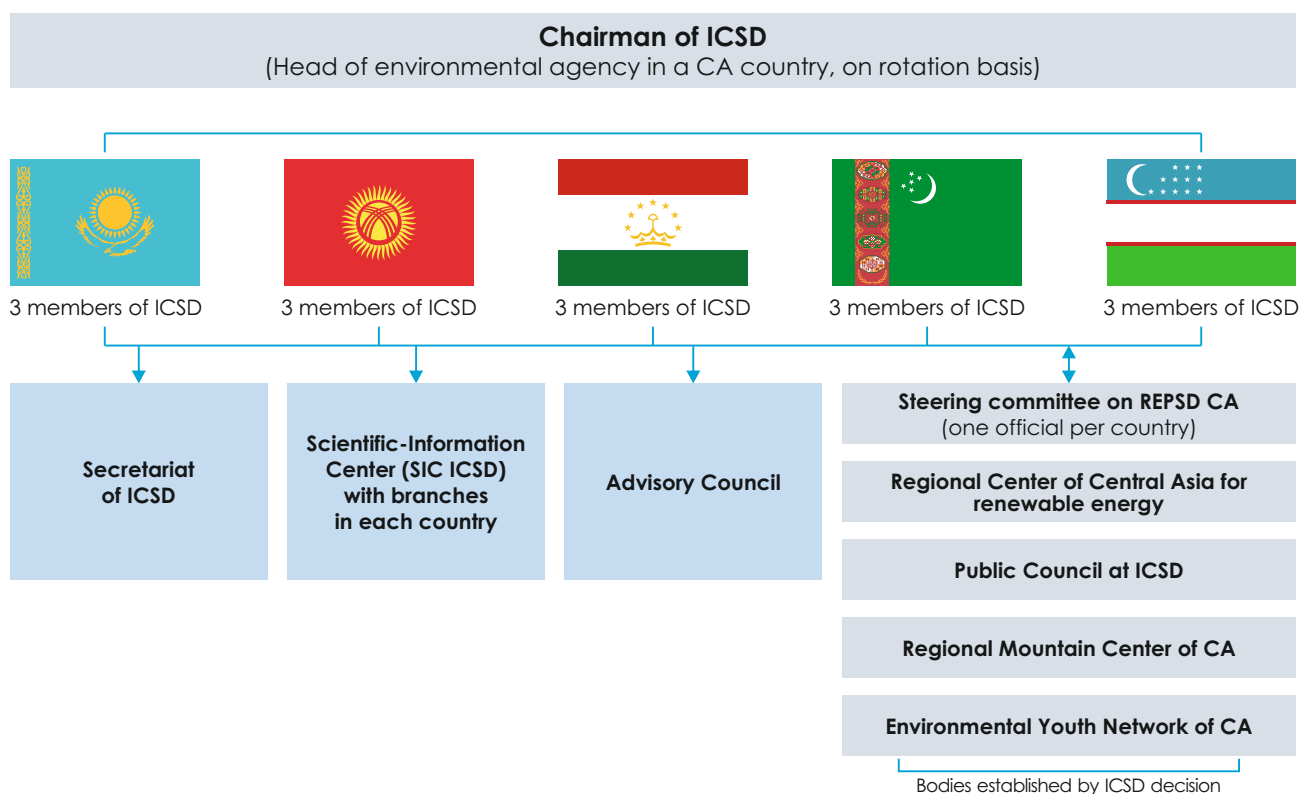 Chairman of ICSD
(Head of environmental agency in a CA country, on rotation basis)
3 members of ICSD
3 members of ICSD
3 members of ICSD
3 members of ICSD
3 members of ICSD
Secretariat
of ICSD
Scientific-Information
Center (SIC ICSD)
with branches
in each country
Advisory Council
Steering committee on REPSD CA
(one official per country)
Regional Center of Central Asia for
renewable energy
Public Council at ICSD
Regional Mountain Center of CA
Environmental Youth Network of CA
Bodies established by ICSD decision